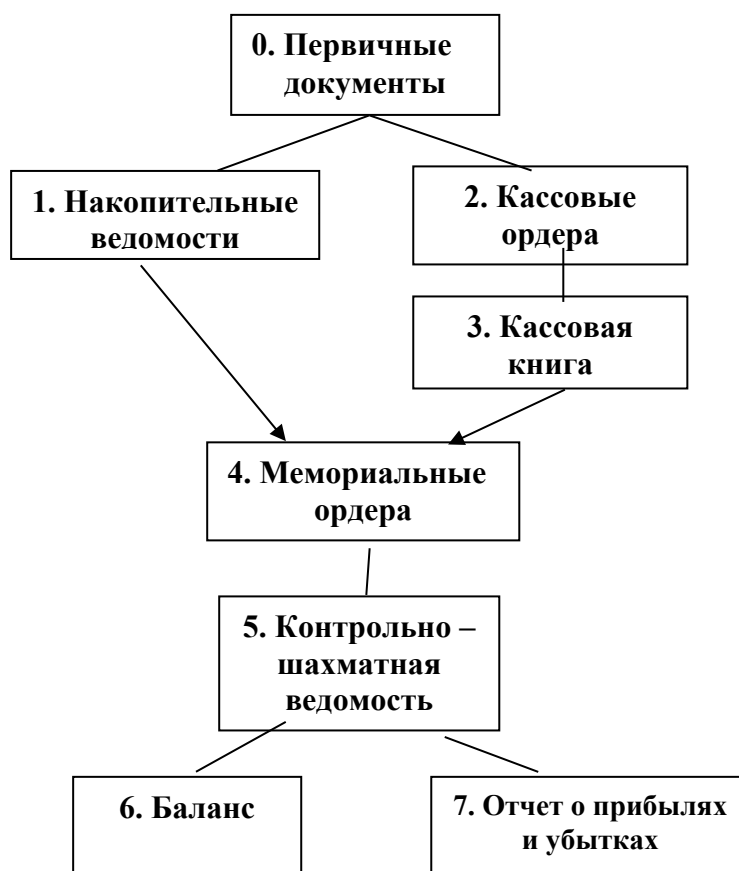 0. Первичные
документы
1. Накопительные
ведомости
2. Кассовые
ордера
3. Кассовая
книга
4. Мемориальные
ордера
5. Контрольно –
шахматная
ведомость
6. Баланс
7. Отчет о прибылях
и убытках